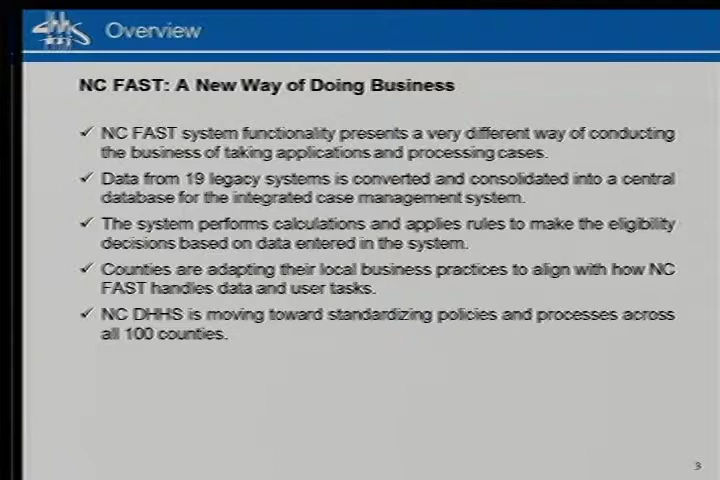 Overview
NC FAST: A New Way of Doing Business
✓ NC FAST system functionality presents a very different way of conducting
the business of taking applications and processing cases.
✓ Data from 19 legacy systems is converted and consolidated into a central
database for the integrated case management system.
✓ The system performs calculations and applies rules to make the eligibility
decisions based on data entered in the system.
✓ Counties are adapting their local business practices to align with how NC
FAST handles data and user tasks.
✓ NC DHHS is moving toward standardizing policies and processes across
all 100 counties.
3